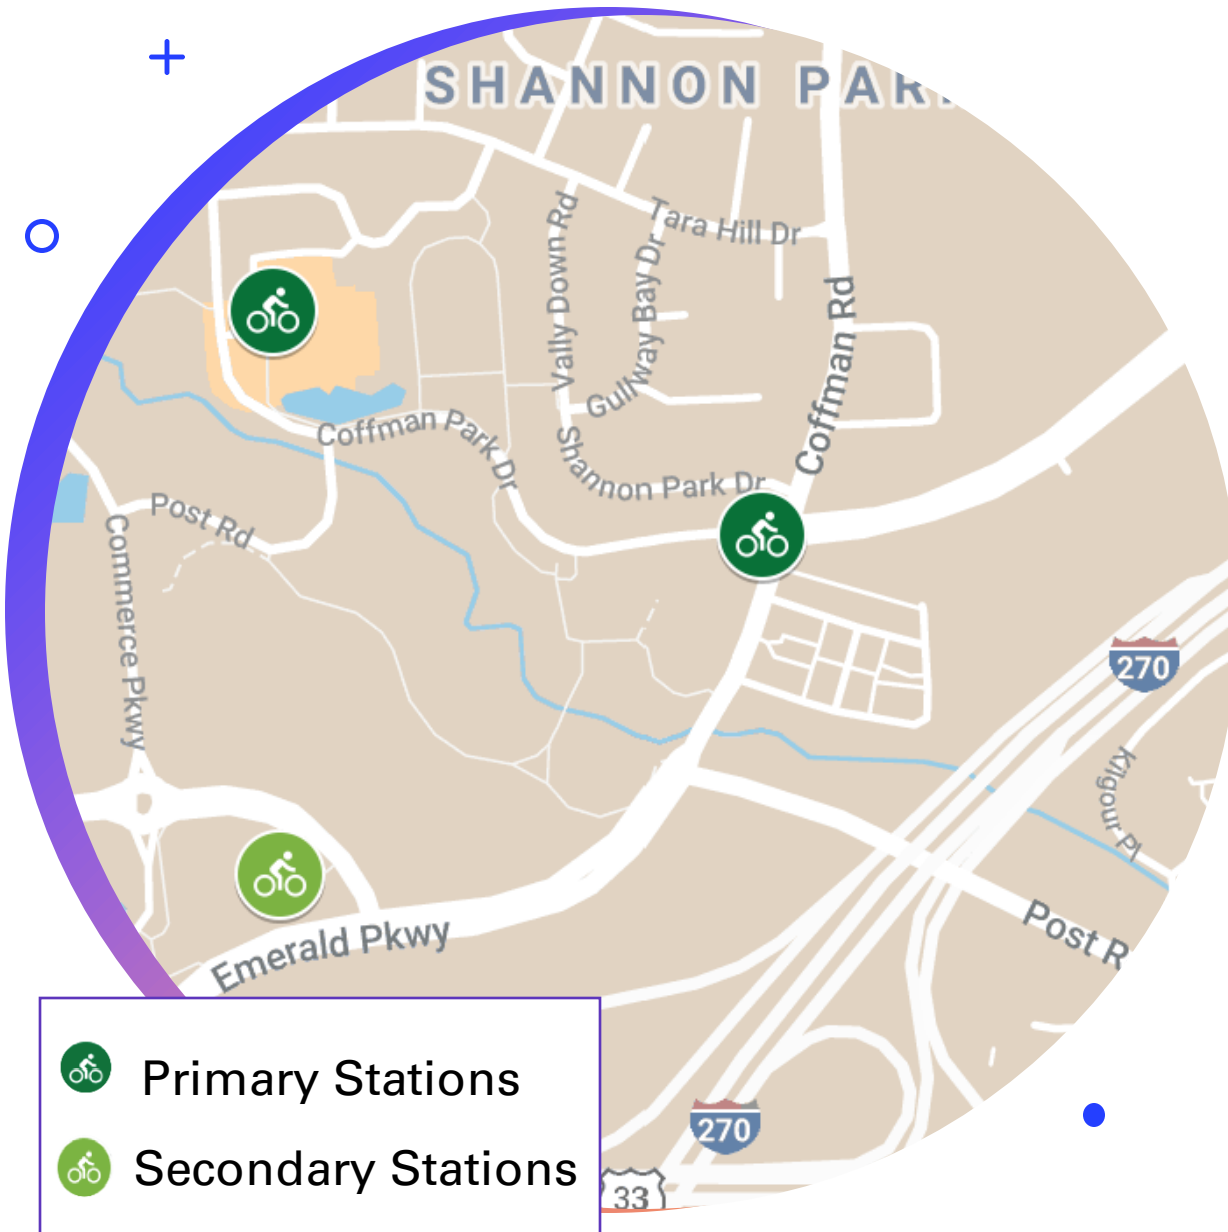 SHANNON PAR
Tara Hill Dr
Vally Down Rd
Gullway Bay Dr
Coffman Rd
Coffman Park Dr
Shannon Park Dr
Post Rd
Commerce Pkwy
270
Kilgour Pl
Emerald Pkwy
Post R
Primary Stations
270
Secondary Stations
33